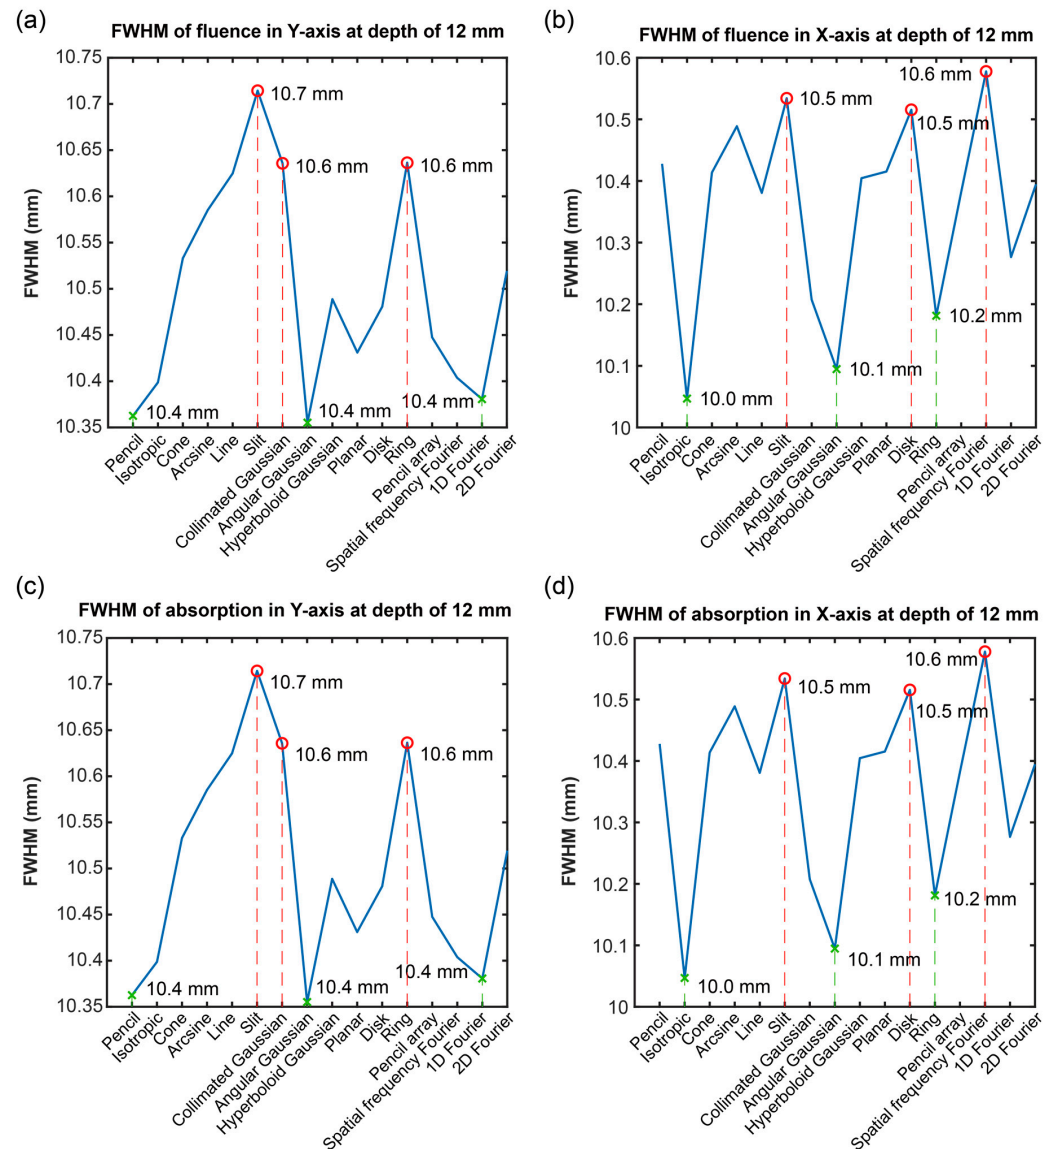 (a)
FWHM of fluence in Y-axis at depth of 12 mm
10.75
10.7
10.65
10.6
10.55
10.5
10.45
10.4
10.35
FWHM (mm)
10.7 mm
10.6 mm
10.6 mm
10.4 mm
10.4 mm
10.4 mm
Pencil
Isotropic
Cone
Arcsine
Line
Slit
Collimated Gaussian
Angular Gaussian
Hyperboloid Gaussian
Planar
Disk
Ring
Pencil array
Spatial frequency Fourier
1D Fourier
2D Fourier
(b)
FWHM of fluence in X-axis at depth of 12 mm
10.6
10.5
10.4
10.3
10.2
10.1
10
FWHM (mm)
10.6 mm
10.5 mm
10.5 mm
10.2 mm
10.1 mm
10.0 mm
Pencil
Isotropic
Cone
Arcsine
Line
Slit
Collimated Gaussian
Angular Gaussian
Hyperboloid Gaussian
Planar
Disk
Ring
Pencil array
Spatial frequency Fourier
1D Fourier
2D Fourier
(c)
FWHM of absorption in Y-axis at depth of 12 mm
10.75
10.7
10.65
10.6
10.55
10.5
10.45
10.4
10.35
FWHM (mm)
10.7 mm
10.6 mm
10.6 mm
10.4 mm
10.4 mm
10.4 mm
Pencil
Isotropic
Cone
Arcsine
Line
Slit
Collimated Gaussian
Angular Gaussian
Hyperboloid Gaussian
Planar
Disk
Ring
Pencil array
Spatial frequency Fourier
1D Fourier
2D Fourier
(d)
FWHM of absorption in X-axis at depth of 12 mm
10.6
10.5
10.4
10.3
10.2
10.1
10
FWHM (mm)
10.6 mm
10.5 mm
10.5 mm
10.2 mm
10.1 mm
10.0 mm
Pencil
Isotropic
Cone
Arcsine
Line
Slit
Collimated Gaussian
Angular Gaussian
Hyperboloid Gaussian
Planar
Disk
Ring
Pencil array
Spatial frequency Fourier
1D Fourier
2D Fourier